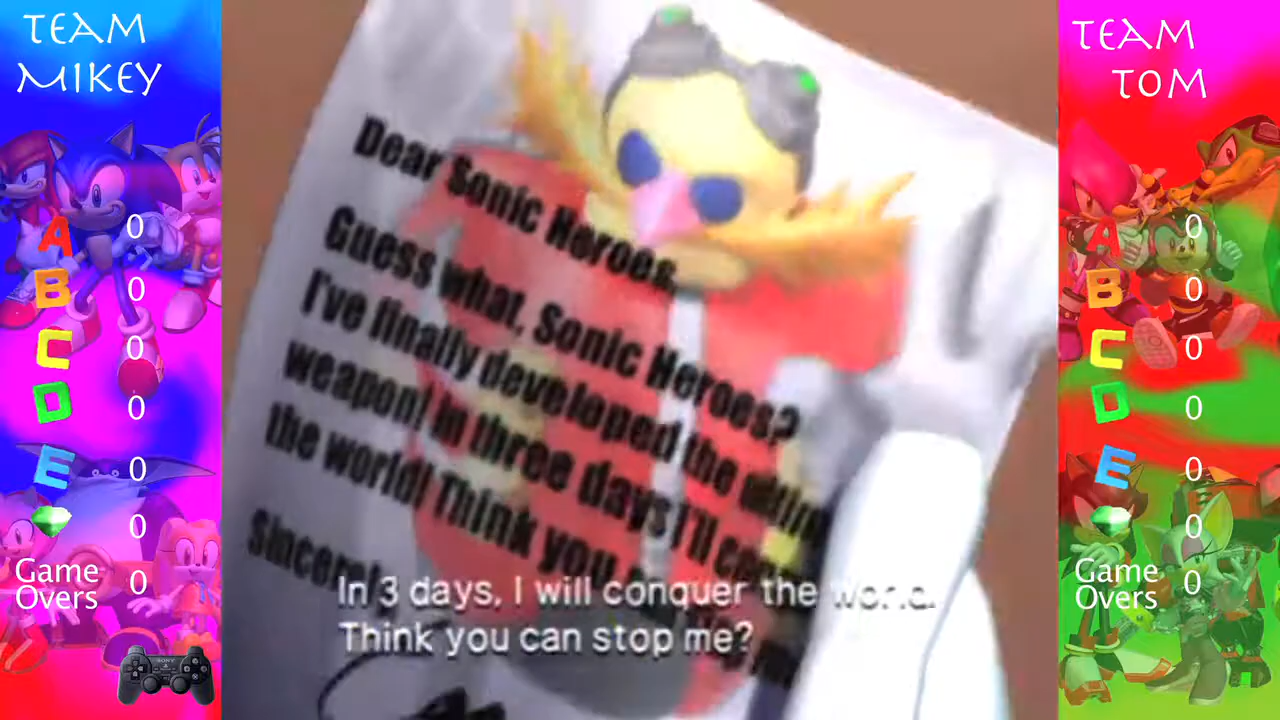 TEAM
MIKEY
A 0
B 0
C 0
D 0
E 0
0
Game
Overs 0
Dear Sonic Heroes,
Guess what, Sonic Heroes?
I've finally developed the
weapon! In three days I'll
the world! Think you
In 3 days, I will conquer the world.
Think you can stop me?
TEAM
TOM
A 0
B 0
C 0
D 0
E 0
0
Game
Overs 0
SONY